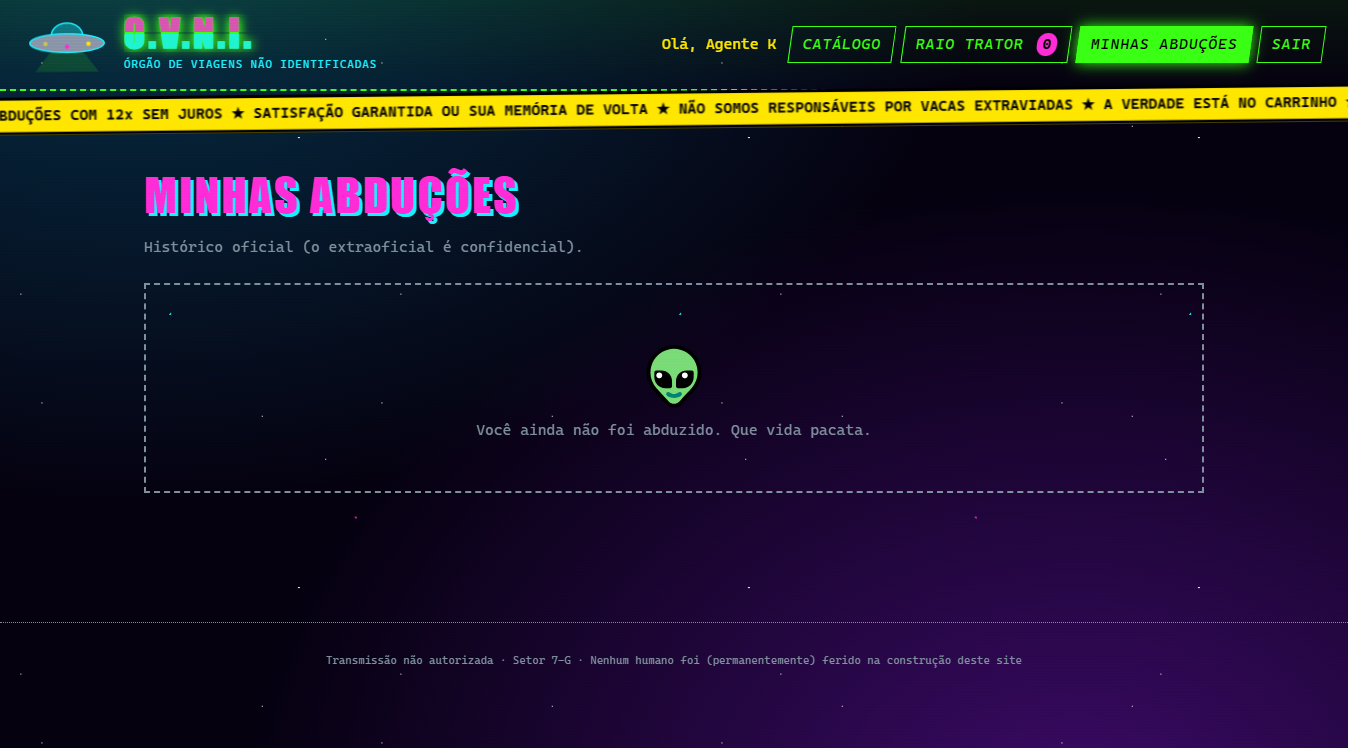 O.V.N.I.
ÓRGÃO DE VIAGENS NÃO IDENTIFICADAS
Olá, Agente K
CATÁLOGO
RAIO TRATOR 0
MINHAS ABDUÇÕES
SAIR
BDUÇÕES COM 12x SEM JUROS ★ SATISFAÇÃO GARANTIDA OU SUA MEMÓRIA DE VOLTA ★ NÃO SOMOS RESPONSÁVEIS POR VACAS EXTRAVIADAS ★ A VERDADE ESTÁ NO CARRINHO
MINHAS ABDUÇÕES
Histórico oficial (o extraoficial é confidencial).
Você ainda não foi abduzido. Que vida pacata.
Transmissão não autorizada · Setor 7-G · Nenhum humano foi (permanentemente) ferido na construção deste site